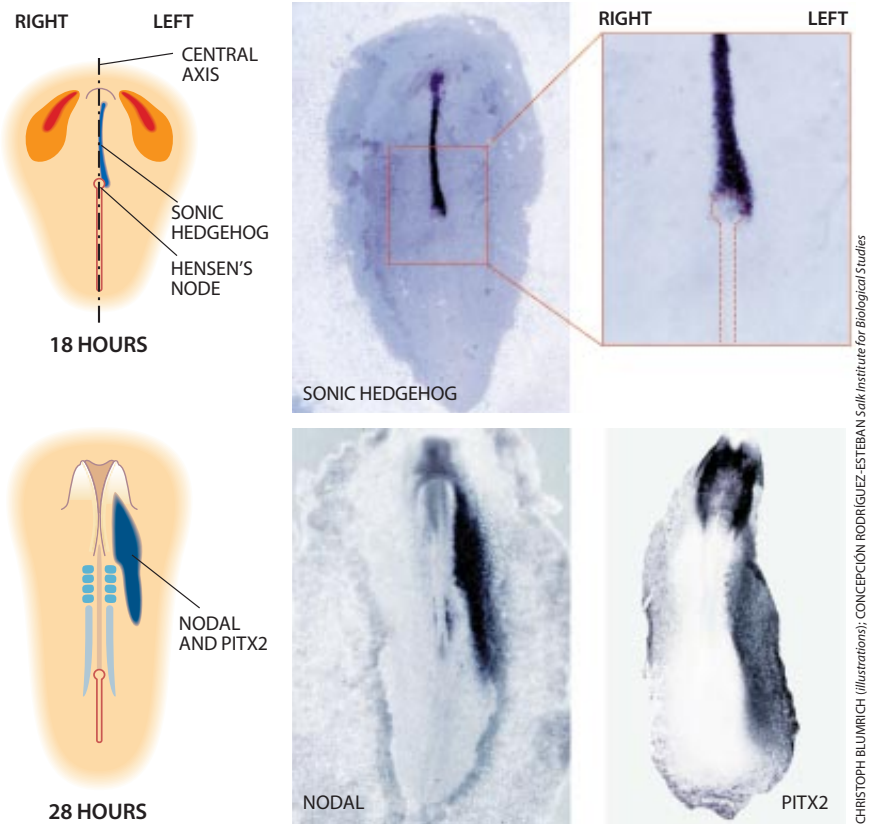 RIGHT
LEFT
CENTRAL
AXIS
SONIC
HEDGEHOG
HENSEN'S
NODE
18 HOURS
SONIC HEDGEHOG
RIGHT
LEFT
NODAL
AND PITX2
28 HOURS
NODAL
PITX2
CHRISTOPH BLUMRICH (illustrations); CONCEPCIÓN RODRÍGUEZ-ESTEBAN Salk Institute for Biological Studies